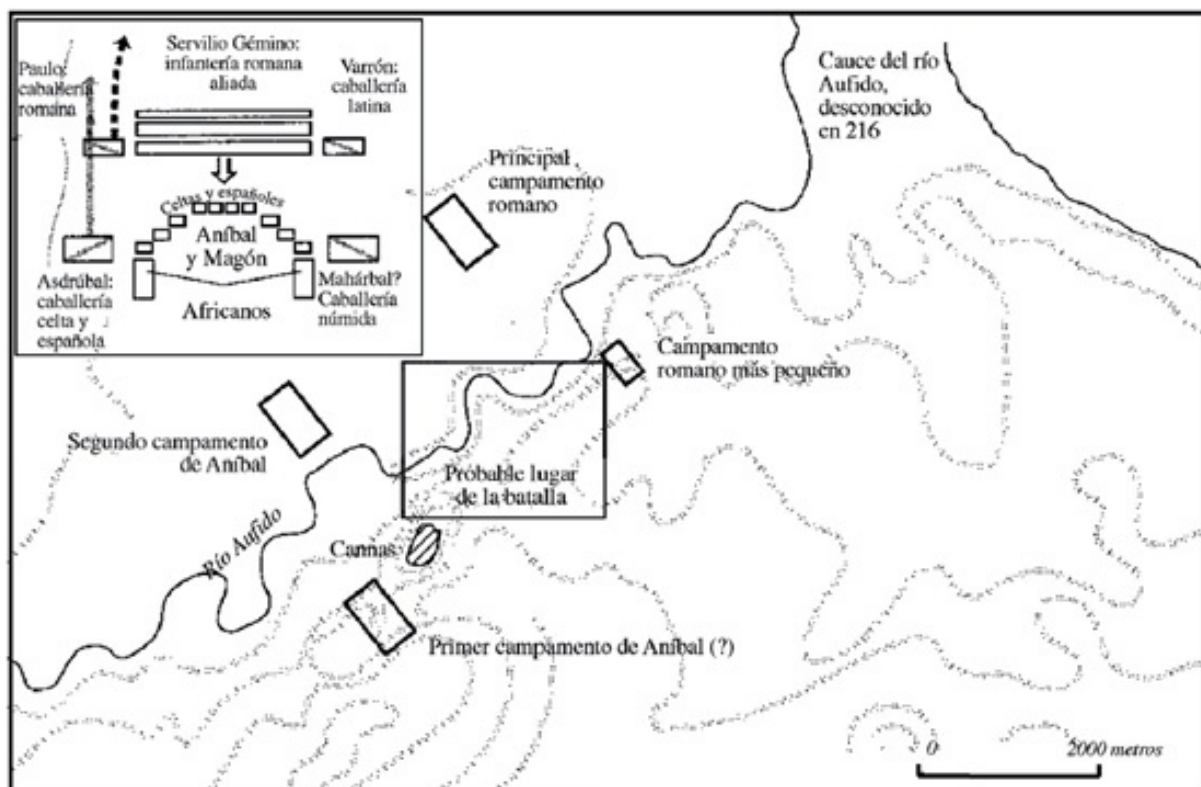 Servilio Gémino:
infantería romana
aliada
Paulo:
caballería
romana
Varrón:
caballería
latina
Celtas y españoles
Aníbal
y Magón
Africanos
Asdrúbal:
caballería
celta y
española
Mahárbal?
Caballería
númida
Cauce del río
Aufido,
desconocido
en 216
Principal
campamento
romano
Campamento
romano más pequeño
Segundo campamento
de Aníbal
Probable lugar
de la batalla
Río Aufido
Cannas
Primer campamento de Aníbal (?)
0 2000 metros